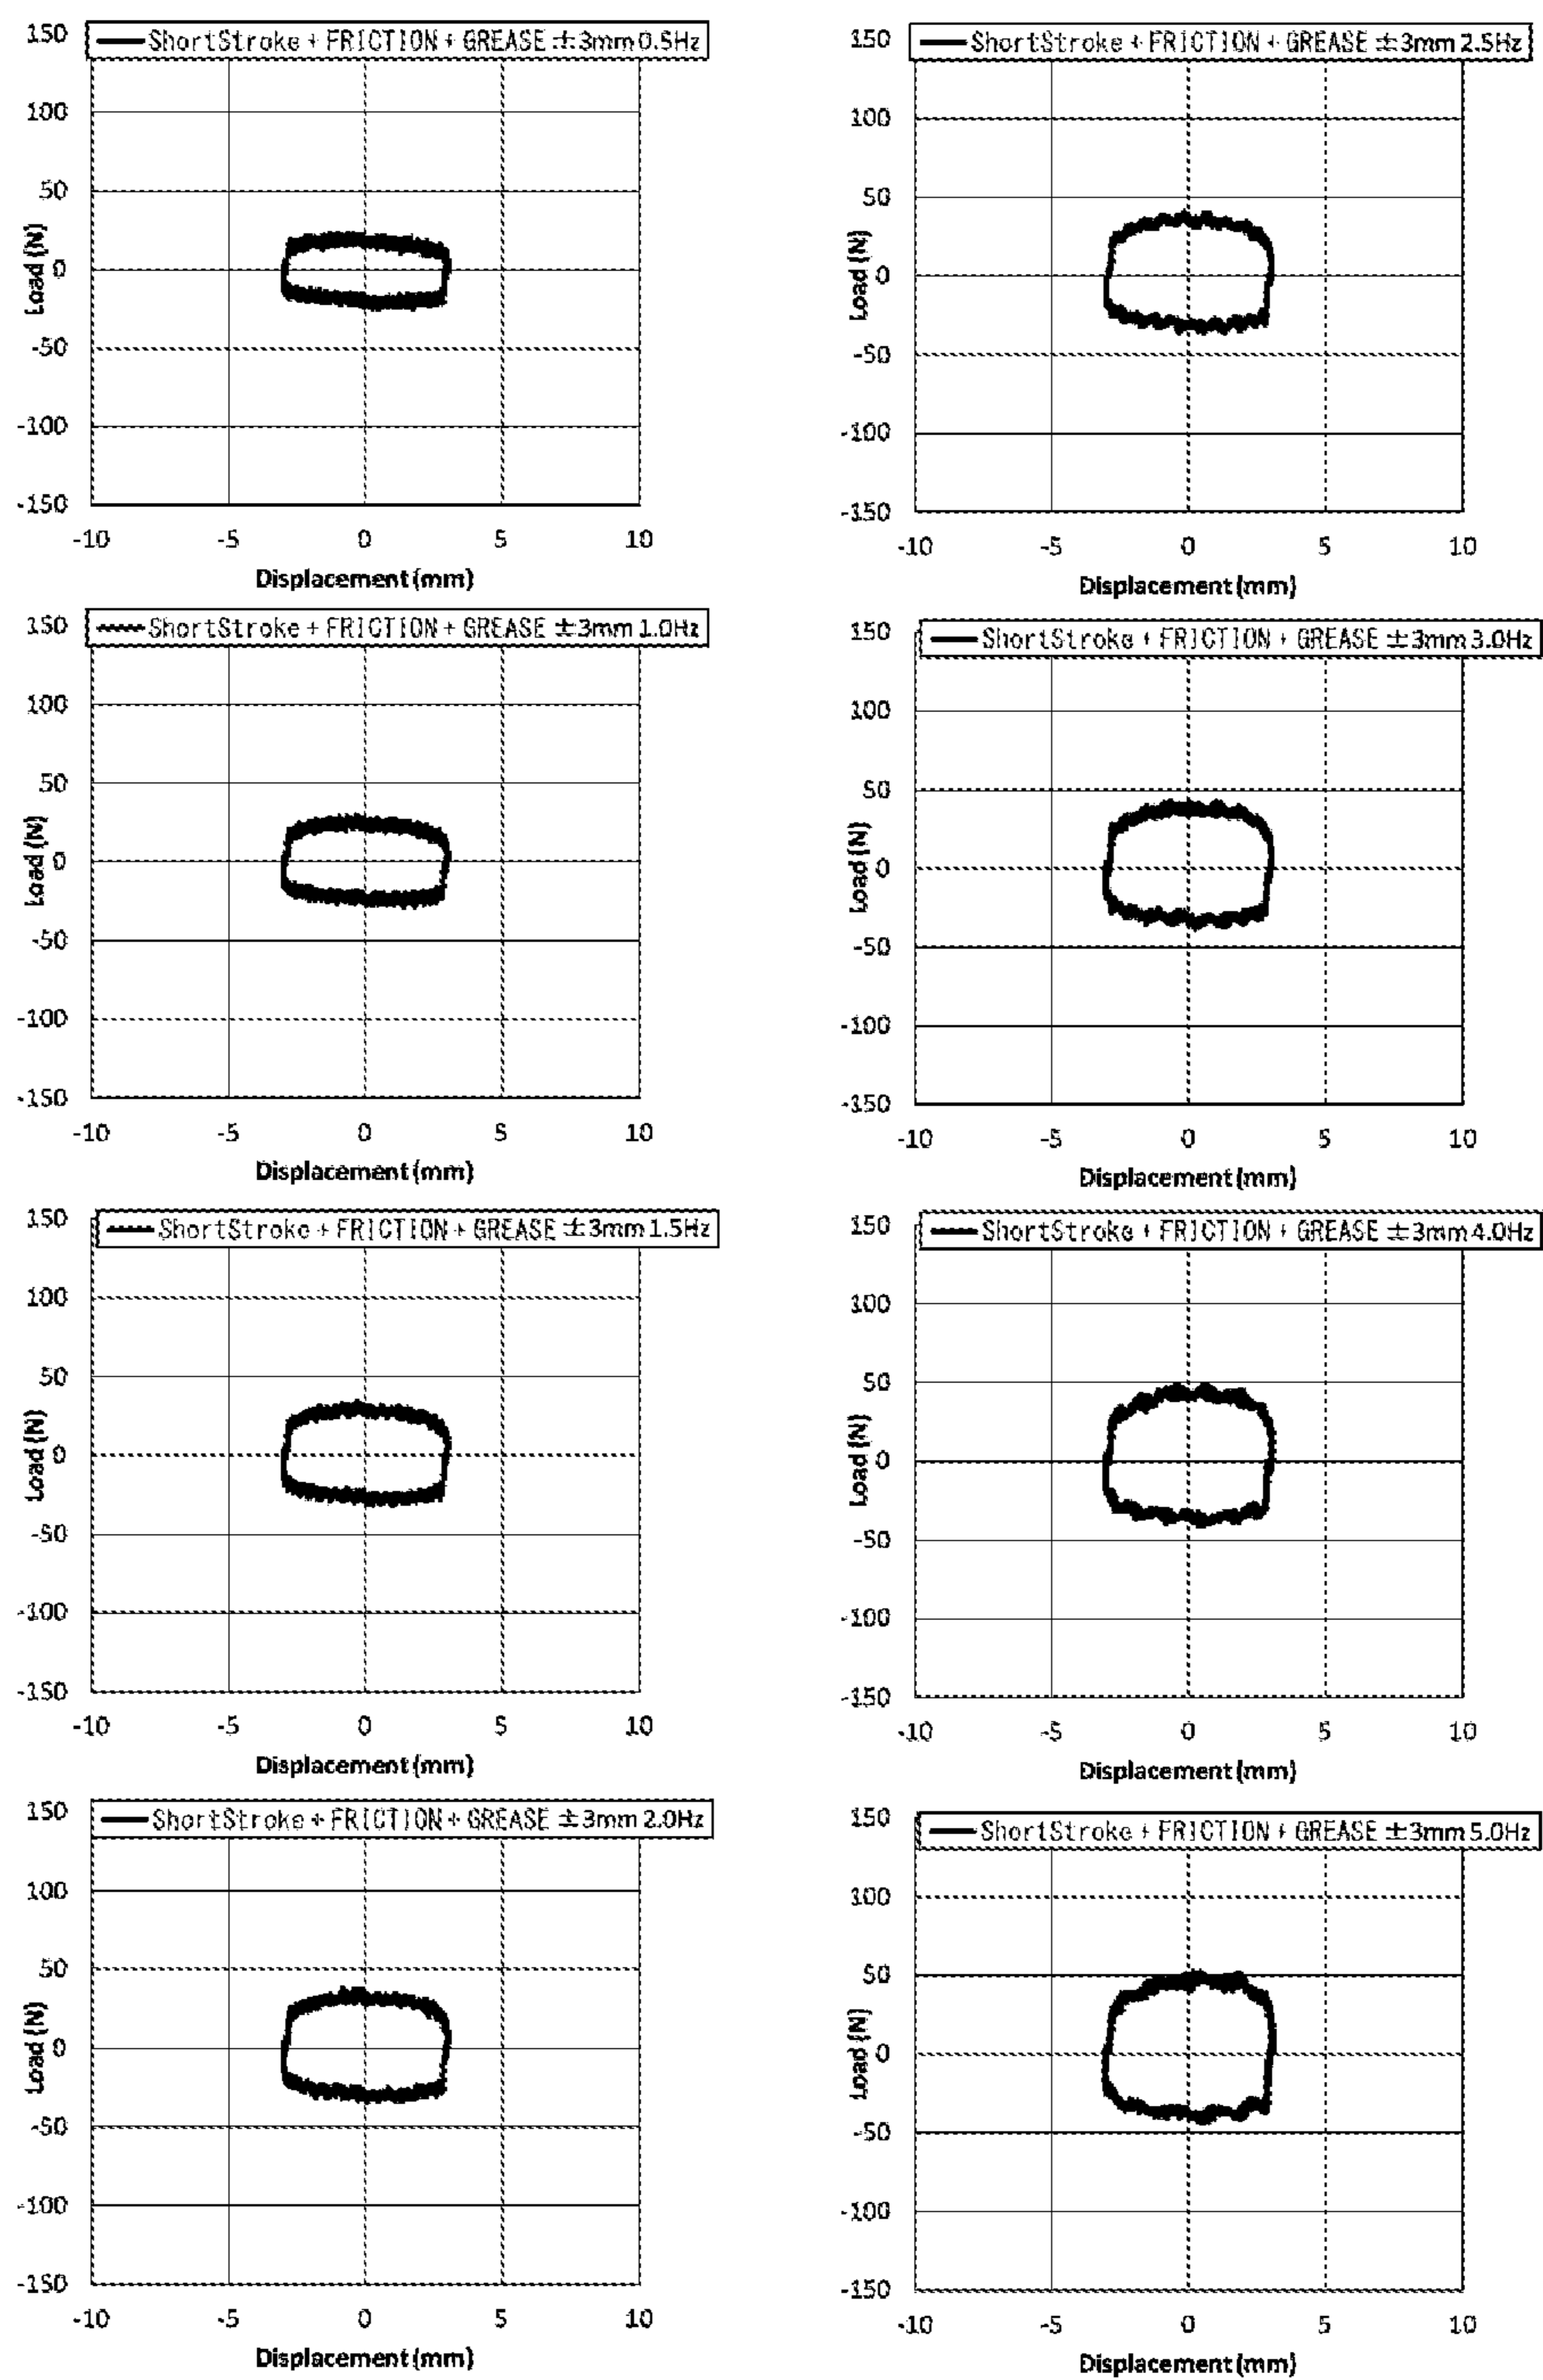 ShortStroke + FRICTION + GREASE ±3mm 0.5Hz
150
100
50
0
-50
-100
-150
Load (N)
-10 -5 0 5 10
Displacement (mm)
ShortStroke + FRICTION + GREASE ±3mm 1.0Hz
150
100
50
0
-50
-100
-150
Load (N)
-10 -5 0 5 10
Displacement (mm)
ShortStroke + FRICTION + GREASE ±3mm 1.5Hz
150
100
50
0
-50
-100
-150
Load (N)
-10 -5 0 5 10
Displacement (mm)
ShortStroke + FRICTION + GREASE ±3mm 2.0Hz
150
100
50
0
-50
-100
-150
Load (N)
-10 -5 0 5 10
Displacement (mm)
ShortStroke + FRICTION + GREASE ±3mm 2.5Hz
150
100
50
0
-50
-100
-150
Load (N)
-10 -5 0 5 10
Displacement (mm)
ShortStroke + FRICTION + GREASE ±3mm 3.0Hz
150
100
50
0
-50
-100
-150
Load (N)
-10 -5 0 5 10
Displacement (mm)
ShortStroke + FRICTION + GREASE ±3mm 4.0Hz
150
100
50
0
-50
-100
-150
Load (N)
-10 -5 0 5 10
Displacement (mm)
ShortStroke + FRICTION + GREASE ±3mm 5.0Hz
150
100
50
0
-50
-100
-150
Load (N)
-10 -5 0 5 10
Displacement (mm)